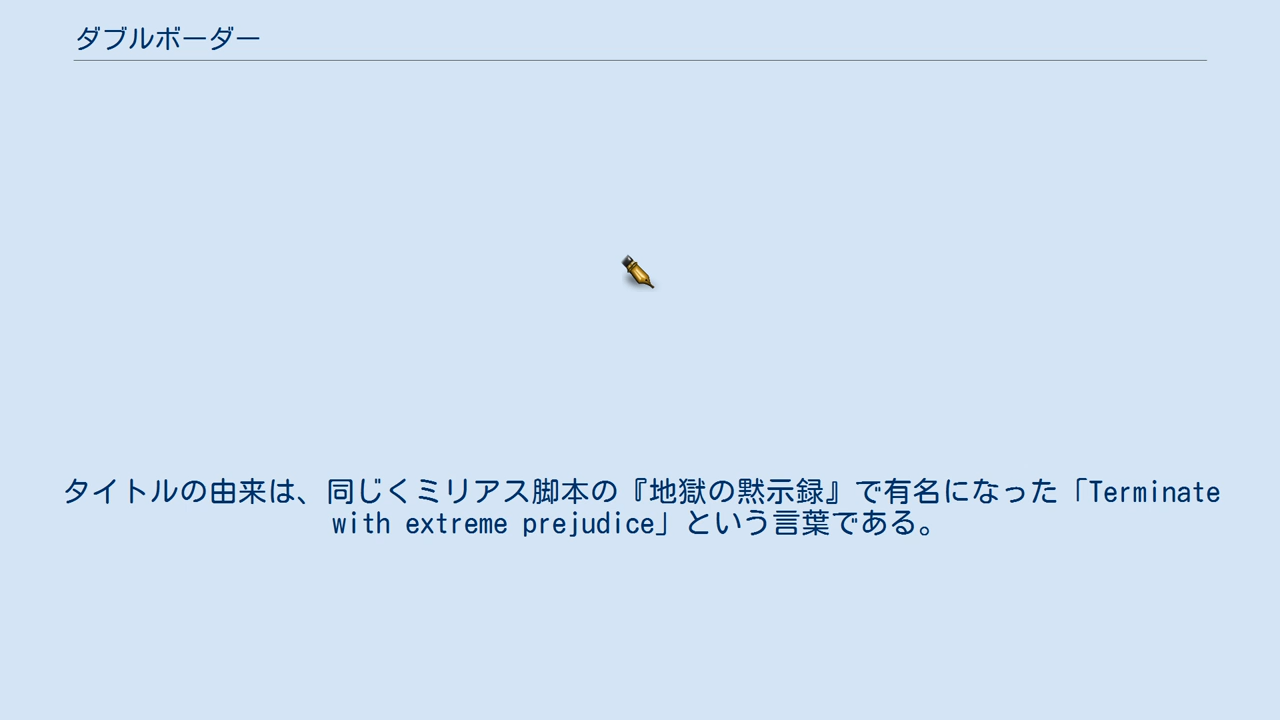 ダブルボーダー
タイトルの由来は、同じくミリアス脚本の『地獄の黙示録』で有名になった「Terminate
with extreme prejudice」という言葉である。